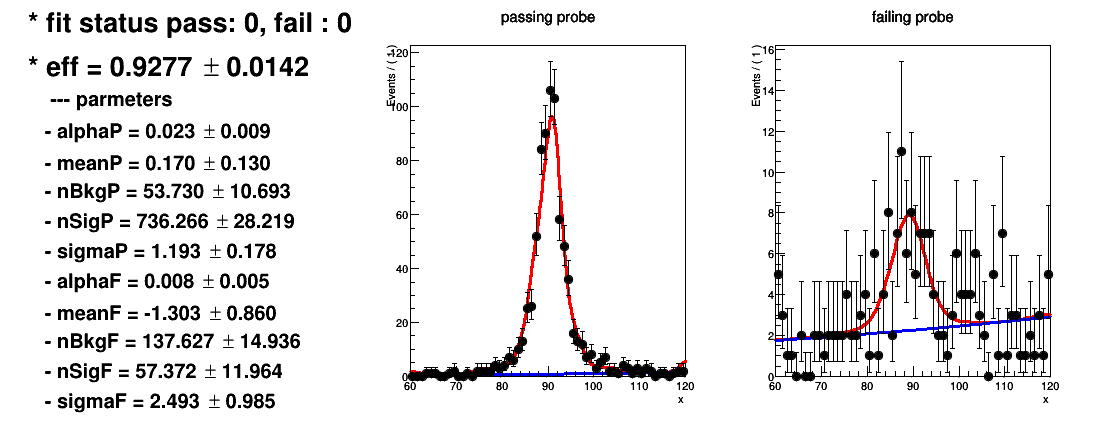 * fit status pass: 0, fail : 0
* eff = 0.9277 ± 0.0142
--- parmeters
- alphaP = 0.023 ± 0.009
- meanP = 0.170 ± 0.130
- nBkgP = 53.730 ± 10.693
- nSigP = 736.266 ± 28.219
- sigmaP = 1.193 ± 0.178
- alphaF = 0.008 ± 0.005
- meanF = -1.303 ± 0.860
- nBkgF = 137.627 ± 14.936
- nSigF = 57.372 ± 11.964
- sigmaF = 2.493 ± 0.985
passing probe
Events / ( 1 )
120
100
80
60
40
20
0
60 70 80 90 100 110 120
x
failing probe
Events / ( 1 )
16
14
12
10
8
6
4
2
0
60 70 80 90 100 110 120
x